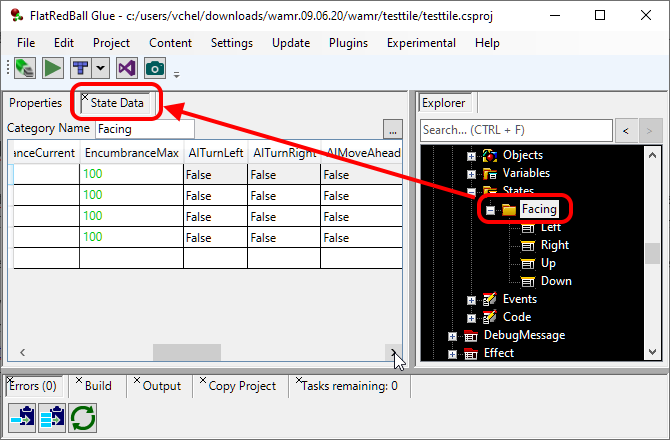 FlatRedBall Glue - c:/users/vchel/downloads/wamr.09.06.20/wamr/testtile/testtile.csproj
File Project Content Settings Update Plugins Experimental Help
Properties State Data
Category Name Facing ...
anceCurrent EncumbranceMax AITurnLeft AITurnRight AIMoveAhead
100 False False False
100 False False False
100 False False False
100 False False False
Explorer
Search... (CTRL + F) < >
Objects
Variables
States
Facing
Left
Right
Up
Down
Events
Code
DebugMessage
Effect
Errors (0) Build Output Copy Project Tasks remaining: 0